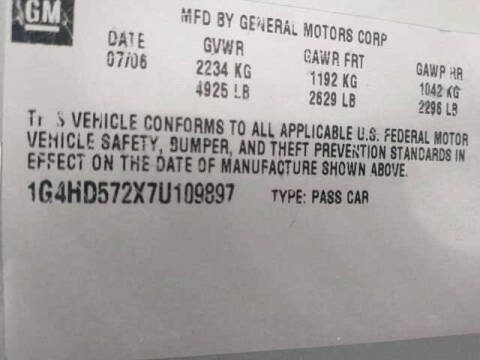 GM
MFD BY GENERAL MOTORS CORP
DATE GVWR GAWR FRT GAWP HR
07/06 2234 KG 1192 KG 1042 KG
4925 LB 2629 LB 2296 LB
VEHICLE CONFORMS TO ALL APPLICABLE U.S. FEDERAL MOTOR
VEHICLE SAFETY, BUMPER, AND THEFT PREVENTION STANDARDS IN
EFFECT ON THE DATE OF MANUFACTURE SHOWN ABOVE.
1G4HD572X7U109897 TYPE: PASS CAR